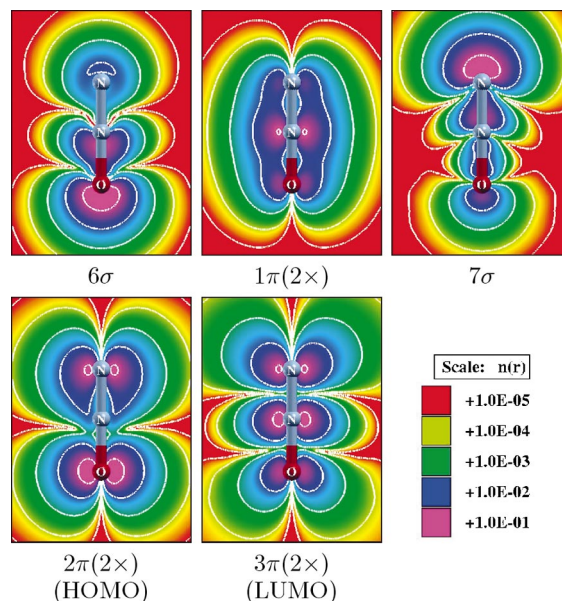 N
N
O
N
N
O
N
N
O
6σ
1π(2×)
7σ
N
N
O
N
N
O
Scale: n(r)
+1.0E-05
+1.0E-04
+1.0E-03
+1.0E-02
+1.0E-01
2π(2×)
(HOMO)
3π(2×)
(LUMO)